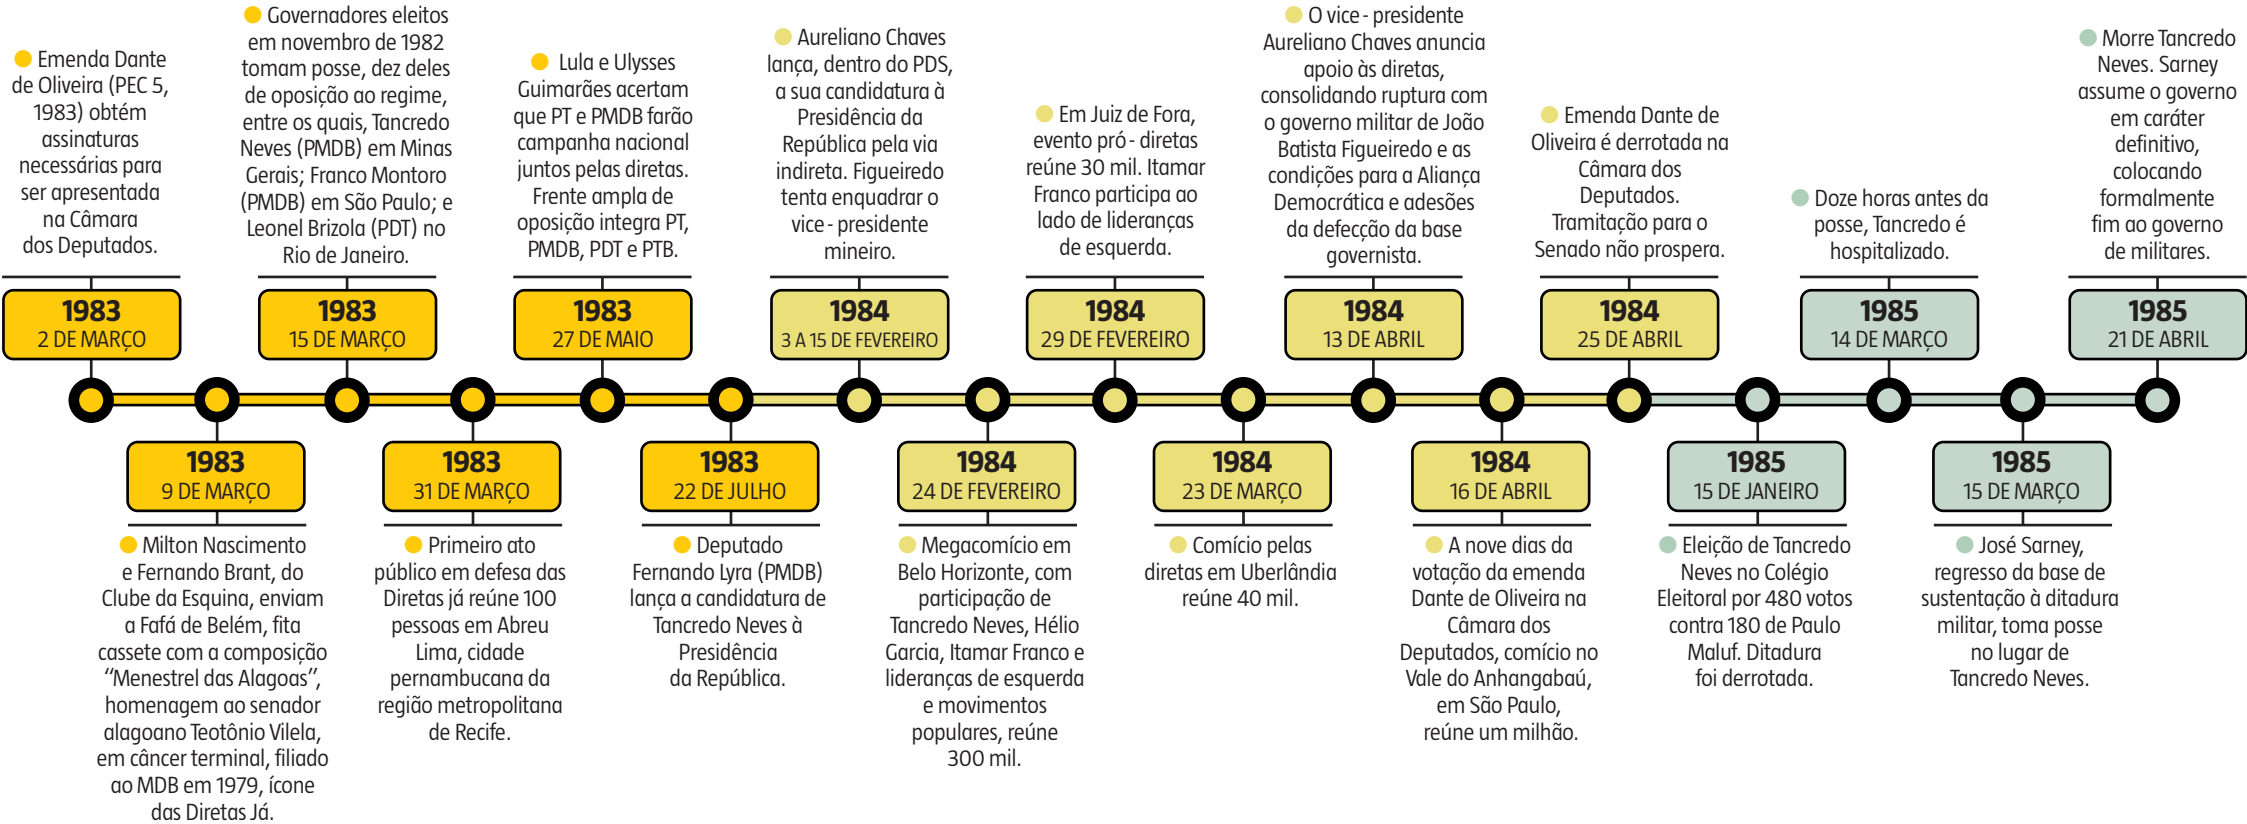 Emenda Dante
de Oliveira (PEC 5,
1983) obtém
assinaturas
necessárias para
ser apresentada
na Câmara
dos Deputados.
1983
2 DE MARÇO
1983
9 DE MARÇO
Milton Nascimento
e Fernando Brant, do
Clube da Esquina, enviam
a Fafá de Belém, fita
cassete com a composição
“Menestrel das Alagoas”,
homenagem ao senador
alagoano Teotônio Vilela,
em câncer terminal, filiado
ao MDB em 1979, ícone
das Diretas Já.
Governadores eleitos
em novembro de 1982
tomam posse, dez deles
de oposição ao regime,
entre os quais, Tancredo
Neves (PMDB) em Minas
Gerais; Franco Montoro
(PMDB) em São Paulo; e
Leonel Brizola (PDT) no
Rio de Janeiro.
1983
15 DE MARÇO
1983
31 DE MARÇO
Primeiro ato
público em defesa das
Diretas já reúne 100
pessoas em Abreu
Lima, cidade
pernambucana da
região metropolitana
de Recife.
Lula e Ulysses
Guimarães acertam
que PT e PMDB farão
campanha nacional
juntos pelas diretas.
Frente ampla de
oposição integra PT,
PMDB, PDT e PTB.
1983
27 DE MAIO
1983
22 DE JULHO
Deputado
Fernando Lyra (PMDB)
lança a candidatura de
Tancredo Neves à
Presidência
da República.
Aureliano Chaves
lança, dentro do PDS,
a sua candidatura à
Presidência da
República pela via
indireta. Figueiredo
tenta enquadrar o
vice-presidente
mineiro.
1984
3 A 15 DE FEVEREIRO
1984
24 DE FEVEREIRO
Megacomício em
Belo Horizonte, com
participação de
Tancredo Neves, Hélio
Garcia, Itamar Franco e
lideranças de esquerda
e movimentos
populares, reúne
300 mil.
Em Juiz de Fora,
evento pró-diretas
reúne 30 mil. Itamar
Franco participa ao
lado de lideranças
de esquerda.
1984
29 DE FEVEREIRO
1984
23 DE MARÇO
Comício pelas
diretas em Uberlândia
reúne 40 mil.
O vice-presidente
Aureliano Chaves anuncia
apoio às diretas,
consolidando ruptura com
o governo militar de João
Batista Figueiredo e as
condições para a Aliança
Democrática e adesões
da defecção da base
governista.
1984
13 DE ABRIL
1984
16 DE ABRIL
A nove dias da
votação da emenda
Dante de Oliveira na
Câmara dos
Deputados, comício no
Vale do Anhangabaú,
em São Paulo,
reúne um milhão.
Emenda Dante de
Oliveira é derrotada na
Câmara dos
Deputados.
Tramitação para o
Senado não prospera.
1984
25 DE ABRIL
1985
15 DE JANEIRO
Eleição de Tancredo
Neves no Colégio
Eleitoral por 480 votos
contra 180 de Paulo
Maluf. Ditadura
foi derrotada.
Doze horas antes da
posse, Tancredo é
hospitalizado.
1985
14 DE MARÇO
1985
15 DE MARÇO
José Sarney,
regresso da base de
sustentação à ditadura
militar, toma posse
no lugar de
Tancredo Neves.
Morre Tancredo
Neves. Sarney
assume o governo
em caráter
definitivo,
colocando
formalmente
fim ao governo
de militares.
1985
21 DE ABRIL